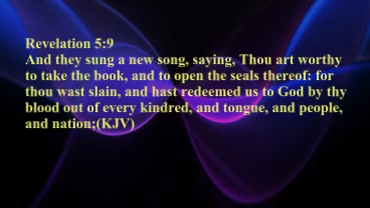 Revelation 5:9
And they sung a new song, saying, Thou art worthy
to take the book, and to open the seals thereof: for
thou wast slain, and hast redeemed us to God by thy
blood out of every kindred, and tongue, and people,
and nation;(KJV)